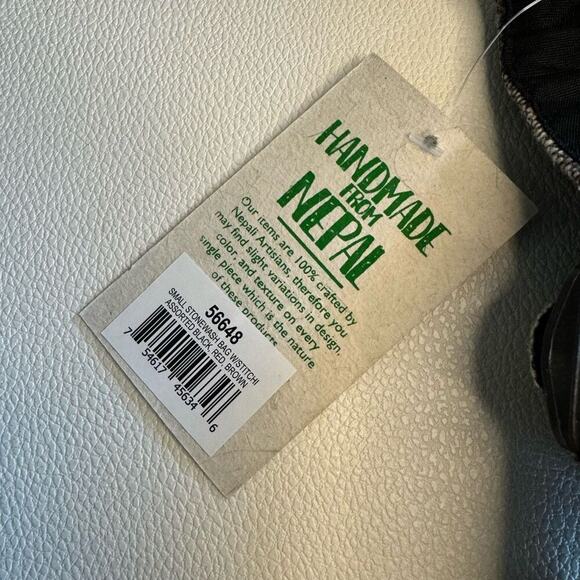 HANDMADE
FROM
NEPAL
Our items are 100% crafted by
Nepali Artisians, therefore you
may find slight variations in design,
color, and texture on every
single piece which is the nature
of these products
56648
SMALL STONEWASH BAG W/STITCHI
ASSORTED BLACK, RED, BROWN
7 54617 45634 6